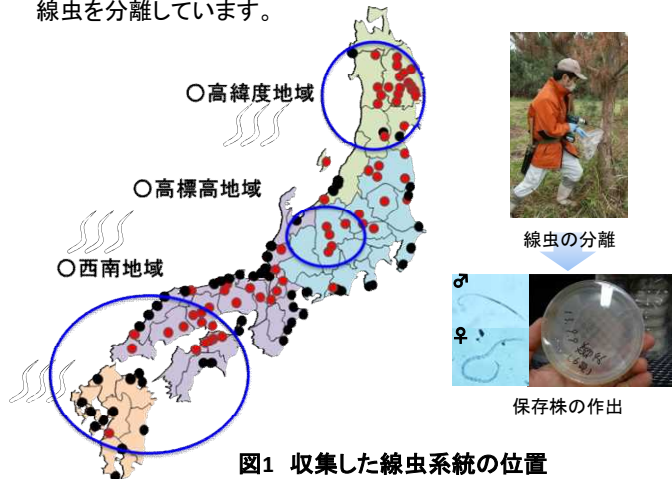 線虫を分離しています。
○高緯度地域
○高標高地域
○西南地域
線虫の分離
♂
♀
保存株の作出
図1 収集した線虫系統の位置